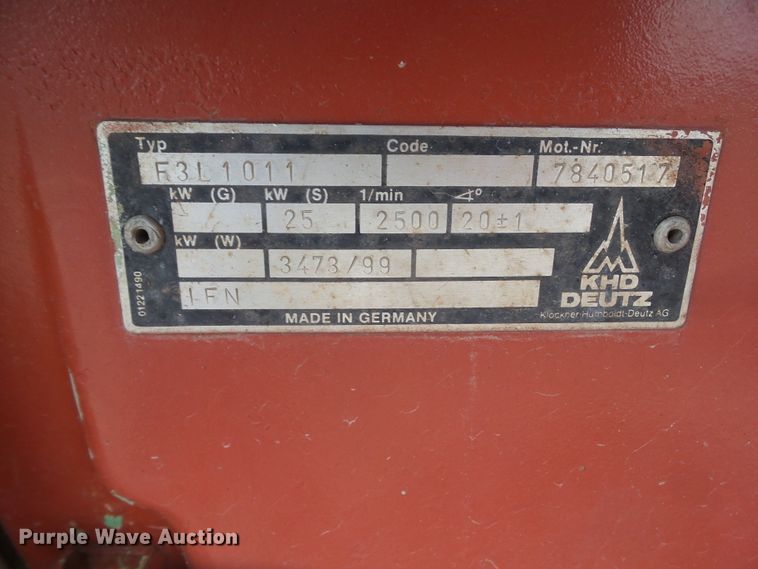 Typ Code Mot.-Nr.
F3L1011 7840517
kW (G) kW (S) 1/min ∢°
25 2500 20±1
kW (W)
3473/99
IFN
KHD
DEUTZ
Klöckner-Humboldt-Deutz AG
MADE IN GERMANY
01221490
Purple Wave Auction